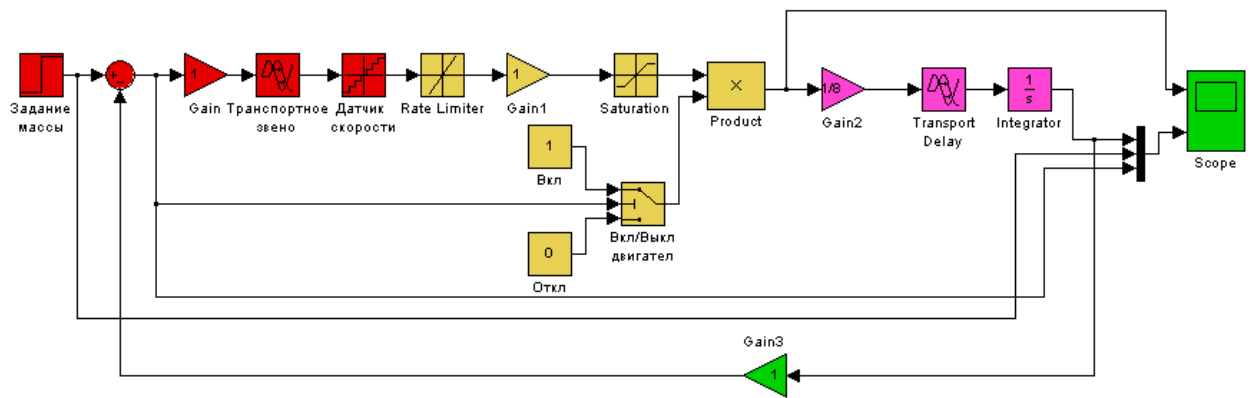 Задание
массы
+
−
1
Gain
Транспортное
звено
Датчик
скорости
Rate Limiter
1
Gain1
Saturation
×
Product
1/8
Gain2
Transport
Delay
1
s
Integrator
Scope
1
Вкл
0
Откл
Вкл/Выкл
двигател
Gain3
1